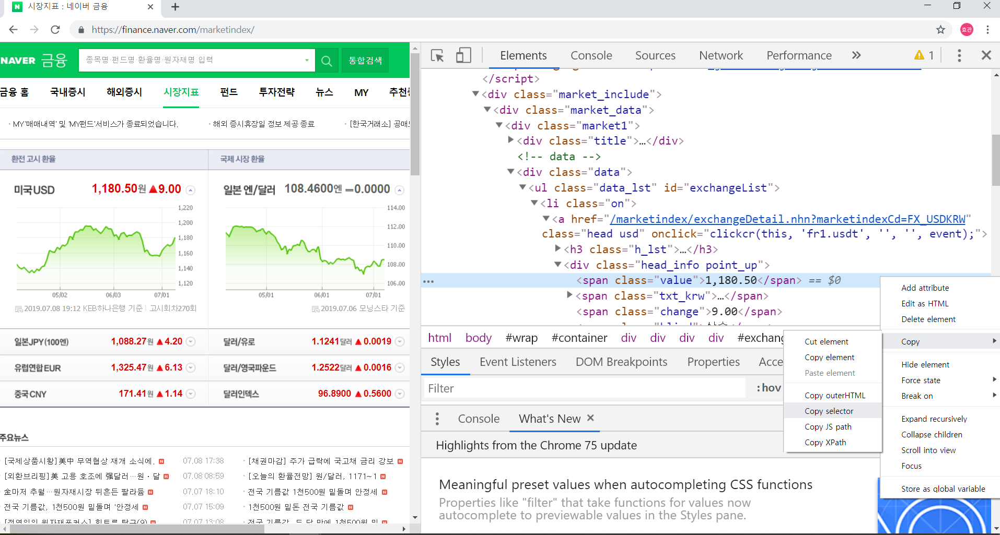 시장지표 : 네이버 금융
https://finance.naver.com/marketindex/
효관
NAVER 금융
종목명·펀드명·환율명·원자재명 입력
통합검색
금융 홈 국내증시 해외증시 시장지표 펀드 투자전략 뉴스 MY
· MY'매매내역' 및 'MY펀드'서비스가 종료되었습니다.
· 해외 증시휴장일 정보 제공 종료
환전 고시 환율
미국USD 1,180.50원 ▲9.00
1,220
1,200
1,180
1,160
1,140
1,120
05/02 06/03 07/01
2019.07.08 19:12 KEB하나은행 기준 | 고시회차270회
국제 시장 환율
일본 엔/달러 108.4600엔 0.0000
114.00
112.00
110.00
108.00
106.00
05/01 06/01 07/01
2019.07.06 모닝스타 기준
일본JPY(100엔) 1,088.27원 ▲4.20
유럽연합EUR 1,325.47원 ▲6.13
중국CNY 171.41원 ▲1.14
달러/유로 1.1241달러 ▲0.0019
달러/영국파운드 1.2522달러 ▲0.0016
달러인덱스 96.8900 ▲0.5600
주요뉴스
· [국제상품시황]美中 무역협상 재개 소식에, N 07.08 17:38
· [외환브리핑]美 고용 호조에 强달러…원·달 N 07.08 08:59
· 金마저 추월…원자재시장 뒤흔든 팔라듐 N 07.07 18:10
· 전국 기름값, 1천500원 밑돌며 '안정세 N 07.07 15:09
07.07 13:08
· [채권마감] 주가 급락에 국고채 금리 강보 N
· [오늘의 환율전망] 원/달러, 1171~1 N
· 전국 기름값 1천500원 밑돌며 안정세 N
· 1천500원 밑돈 전국 기름값 N
Elements Console Sources Network Performance » 1
</script>
▼<div class="market_include">
▼<div class="market_data">
▼<div class="market1">
▶<div class="title">…</div>
<!-- data -->
▼<div class="data">
▼<ul class="data_lst" id="exchangeList">
▼<li class="on">
▼<a href="/marketindex/exchangeDetail.nhn?marketindexCd=FX_USDKRW"
class="head usd" onclick="clickcr(this, 'fr1.usdt', '', '', event);">
▶<h3 class="h_lst">…</h3>
▼<div class="head_info point_up">
<span class="value">1,180.50</span> == $0
▶<span class="txt_krw">…</span>
<span class="change">9.00</span>
html body #wrap #container div div div div #exchang
Styles Event Listeners DOM Breakpoints Properties Acce
Filter :hov
Console What's New
Highlights from the Chrome 75 update
Meaningful preset values when autocompleting CSS functions
Properties like "filter" that take functions for values now
autocomplete to previewable values in the Styles pane.
Cut element
Copy element
Paste element
Copy outerHTML
Copy selector
Copy JS path
Copy XPath
Add attribute
Edit as HTML
Delete element
Copy
Hide element
Force state
Break on
Expand recursively
Collapse children
Scroll into view
Focus
Store as global variable